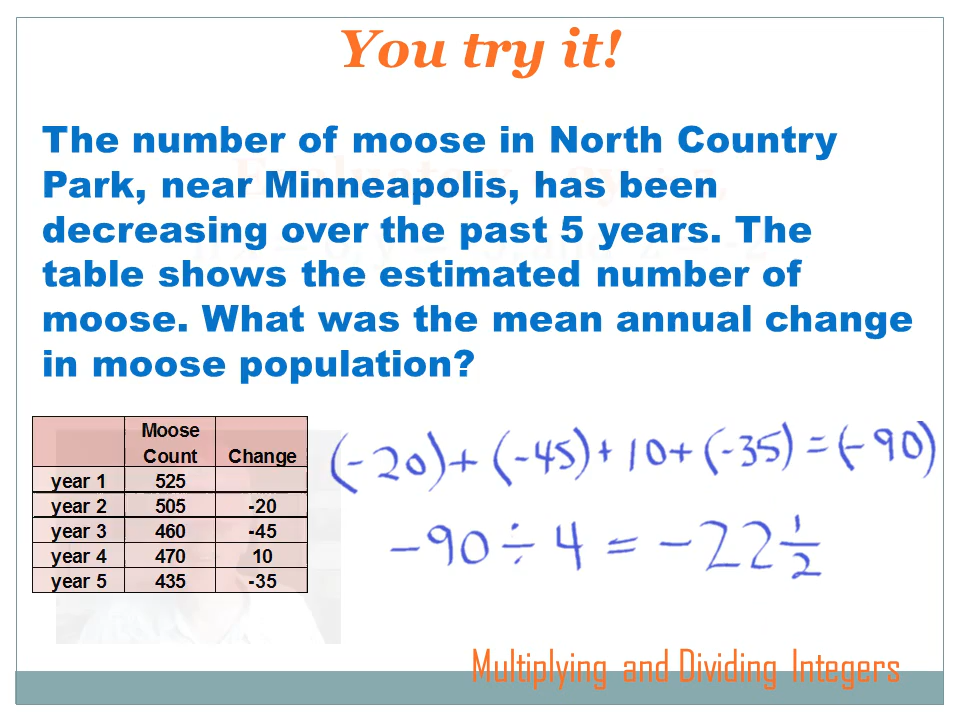 You try it!
The number of moose in North Country
Park, near Minneapolis, has been
decreasing over the past 5 years. The
table shows the estimated number of
moose. What was the mean annual change
in moose population?
Moose
Count Change
year 1 525
year 2 505 -20
year 3 460 -45
year 4 470 10
year 5 435 -35
(-20)+(-45)+10+(-35)=(-90)
-90÷4=-22 1/2
Multiplying and Dividing Integers